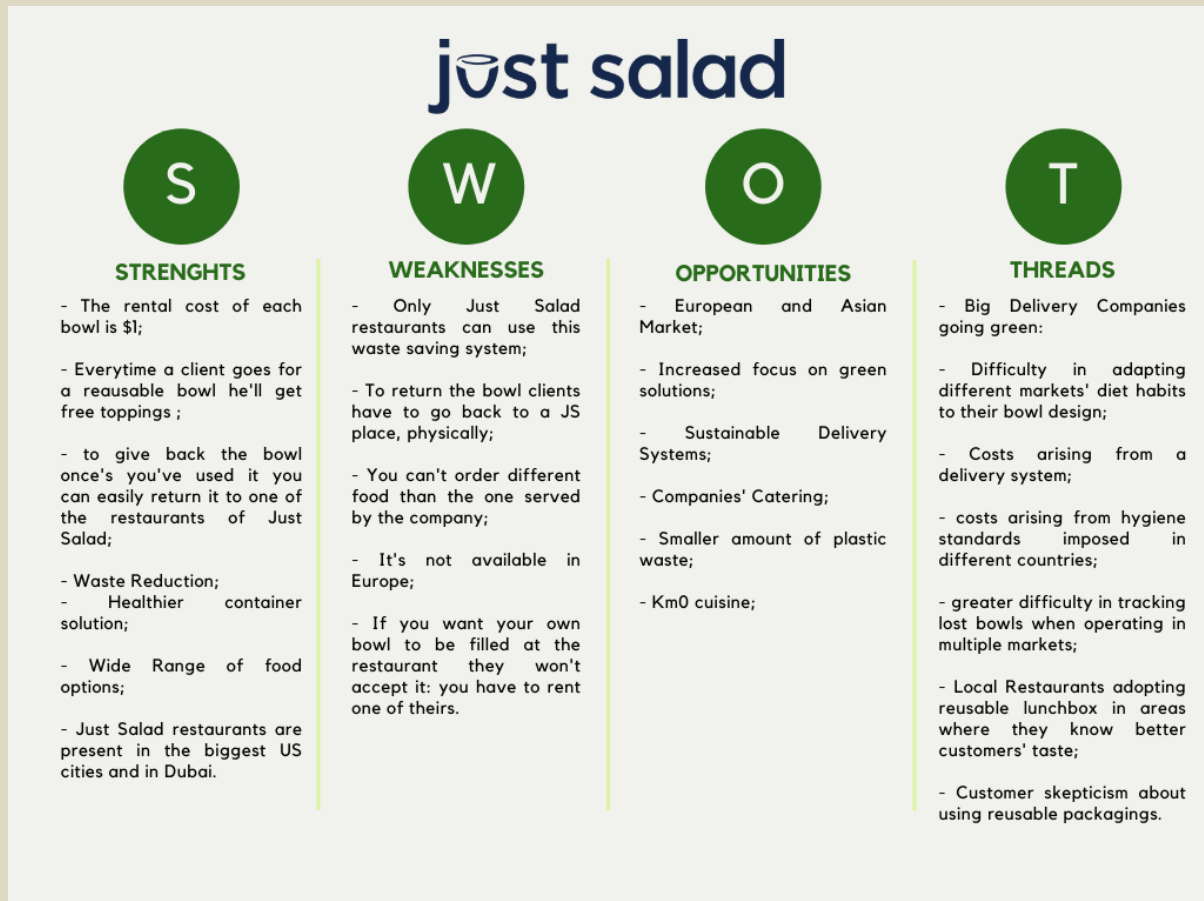 just salad
S
STRENGHTS
- The rental cost of each
bowl is $1;
- Everytime a client goes for
a reausable bowl he'll get
free toppings ;
- to give back the bowl
once's you've used it you
can easily return it to one of
the restaurants of Just
Salad;
- Waste Reduction;
- Healthier container
solution;
- Wide Range of food
options;
- Just Salad restaurants are
present in the biggest US
cities and in Dubai.
W
WEAKNESSES
- Only Just Salad
restaurants can use this
waste saving system;
- To return the bowl clients
have to go back to a JS
place, physically;
- You can't order different
food than the one served
by the company;
- It's not available in
Europe;
- If you want your own
bowl to be filled at the
restaurant they won't
accept it: you have to rent
one of theirs.
O
OPPORTUNITIES
- European and Asian
Market;
- Increased focus on green
solutions;
- Sustainable Delivery
Systems;
- Companies' Catering;
- Smaller amount of plastic
waste;
- Km0 cuisine;
T
THREADS
- Big Delivery Companies
going green:
- Difficulty in adapting
different markets' diet habits
to their bowl design;
- Costs arising from a
delivery system;
- costs arising from hygiene
standards imposed in
different countries;
- greater difficulty in tracking
lost bowls when operating in
multiple markets;
- Local Restaurants adopting
reusable lunchbox in areas
where they know better
customers' taste;
- Customer skepticism about
using reusable packagings.